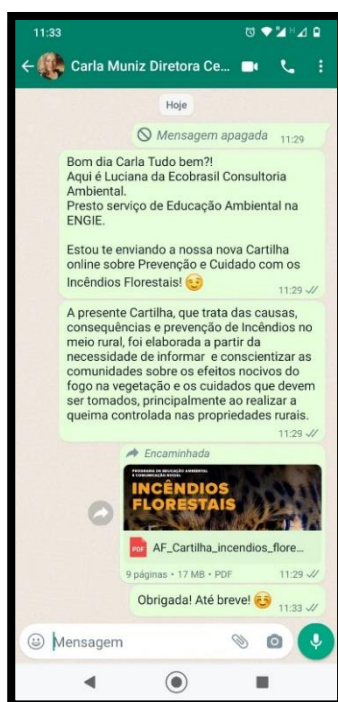 11:33
Carla Muniz Diretora Ce...
Hoje
Mensagem apagada 11:29
Bom dia Carla Tudo bem?!
Aqui é Luciana da Ecobrasil Consultoria
Ambiental.
Presto serviço de Educação Ambiental na
ENGIE.
Estou te enviando a nossa nova Cartilha
online sobre Prevenção e Cuidado com os
Incêndios Florestais!
11:29
A presente Cartilha, que trata das causas,
consequências e prevenção de Incêndios no
meio rural, foi elaborada a partir da
necessidade de informar e conscientizar as
comunidades sobre os efeitos nocivos do
fogo na vegetação e os cuidados que devem
ser tomados, principalmente ao realizar a
queima controlada nas propriedades rurais.
11:29
Encaminhada
PROGRAMA DE EDUCAÇÃO AMBIENTAL
E COMUNICAÇÃO SOCIAL
INCÊNDIOS
FLORESTAIS
PDF AF_Cartilha_incendios_flore...
9 páginas • 17 MB • PDF 11:29
Obrigada! Até breve!
11:33
Mensagem